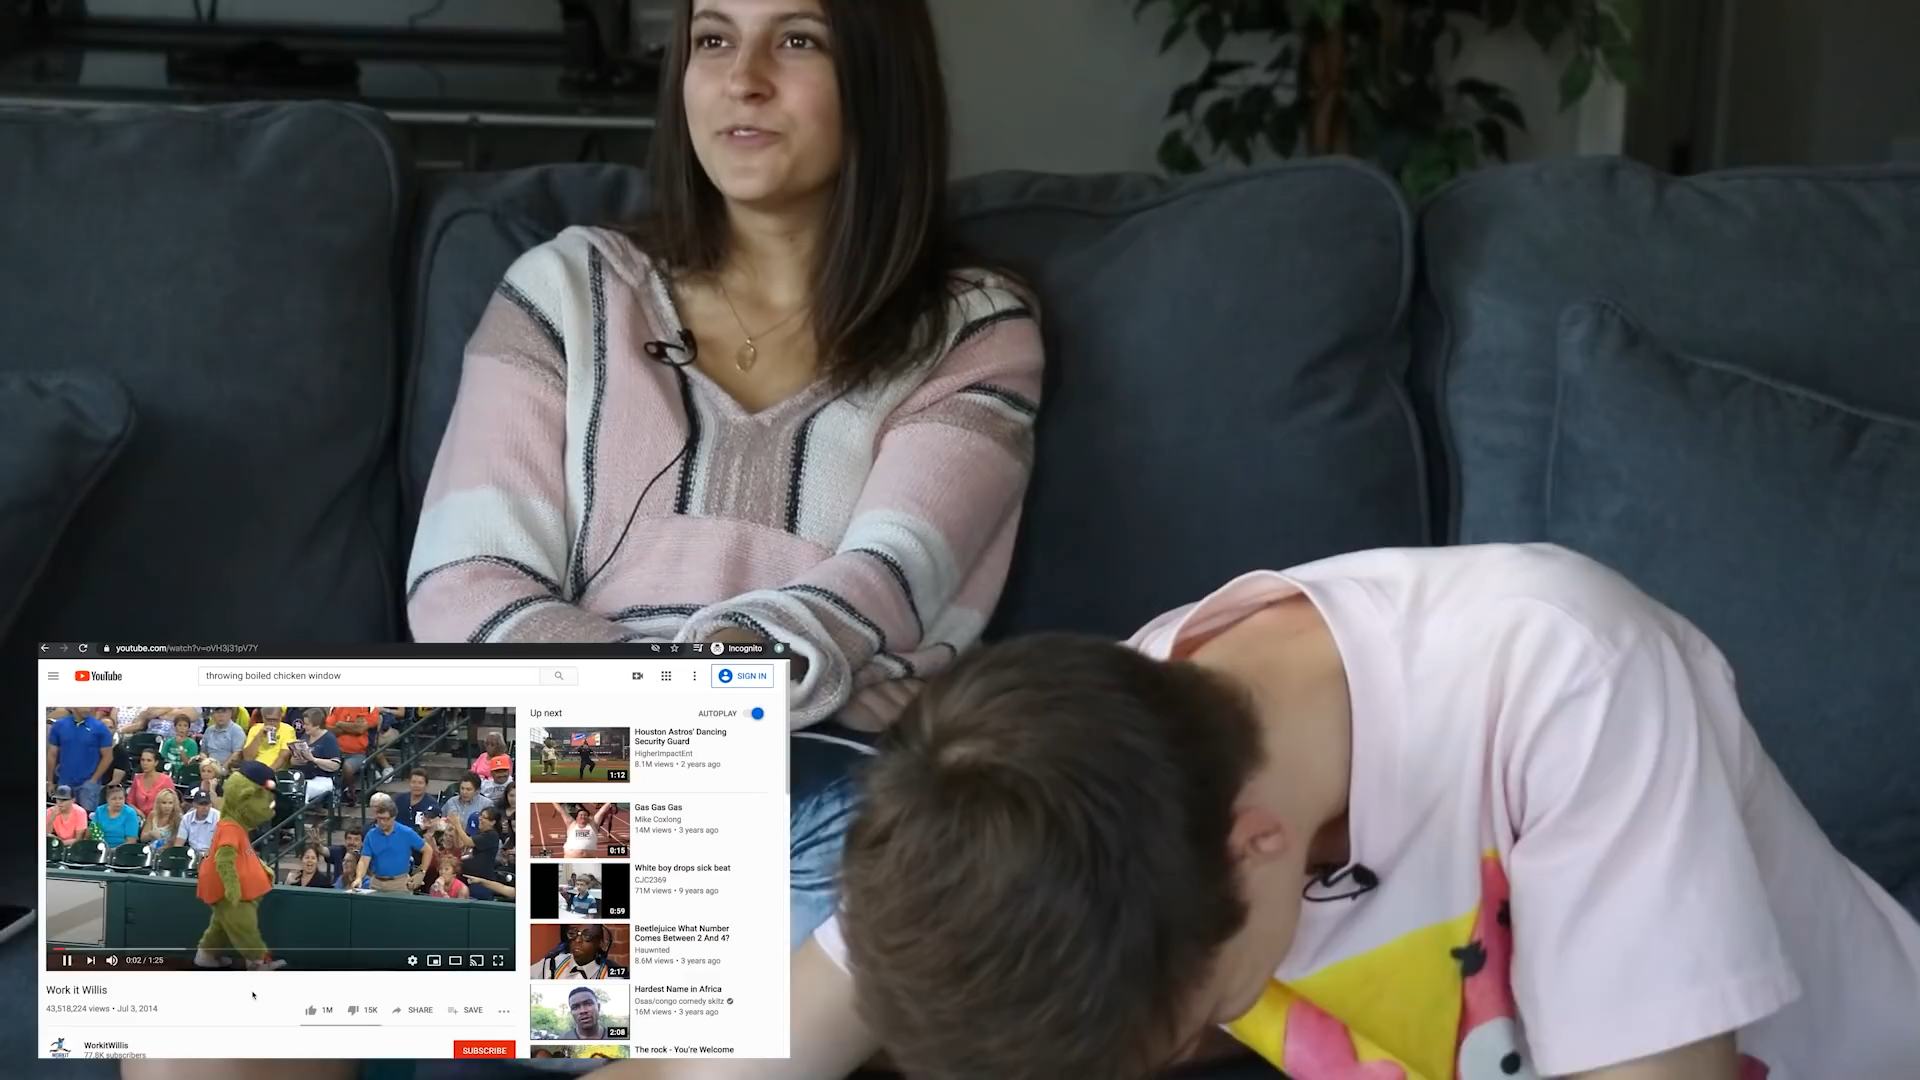 youtube.com/watch?v=oVH3j31pV7Y
Incognito
YouTube
throwing boiled chicken window
SIGN IN
Up next
AUTOPLAY
Houston Astros' Dancing
Security Guard
HigherImpactEnt
8.1M views • 2 years ago
1:12
Gas Gas Gas
Mike Coxlong
14M views • 3 years ago
0:15
White boy drops sick beat
CJC2369
71M views • 9 years ago
0:59
Beetlejuice What Number
Comes Between 2 And 4?
Hauwnted
8.6M views • 3 years ago
2:17
Hardest Name in Africa
Osas/congo comedy skitz
16M views • 3 years ago
2:08
The rock - You're Welcome
0:02 / 1:25
Work it Willis
43,518,224 views • Jul 3, 2014
1M
15K
SHARE
SAVE
WorkitWillis
77.8K subscribers
SUBSCRIBE